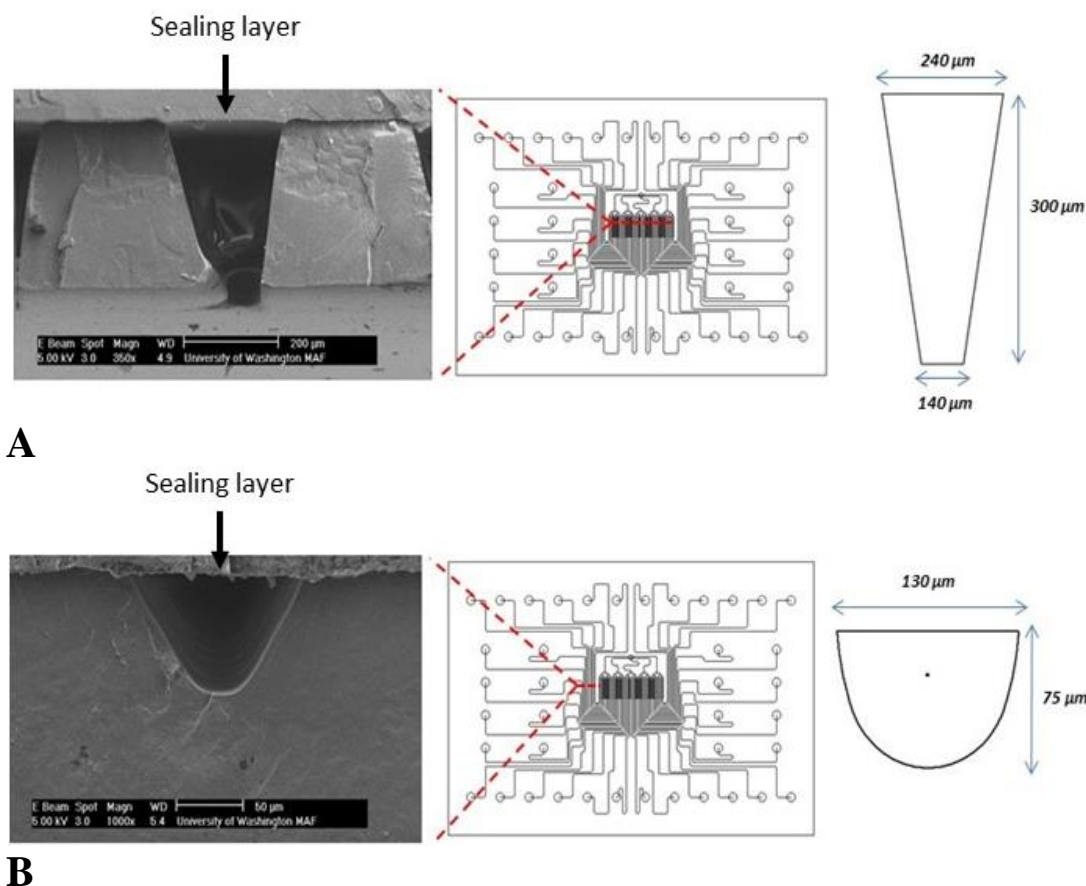 Sealing layer
240 µm
300 µm
140 µm
E Beam Spot Magn WD 200 µm
5.00 kV 3.0 350x 4.9 University of Washington MAF
A
Sealing layer
130 µm
75 µm
E Beam Spot Magn WD 50 µm
5.00 kV 3.0 1000x 5.4 University of Washington MAF
B